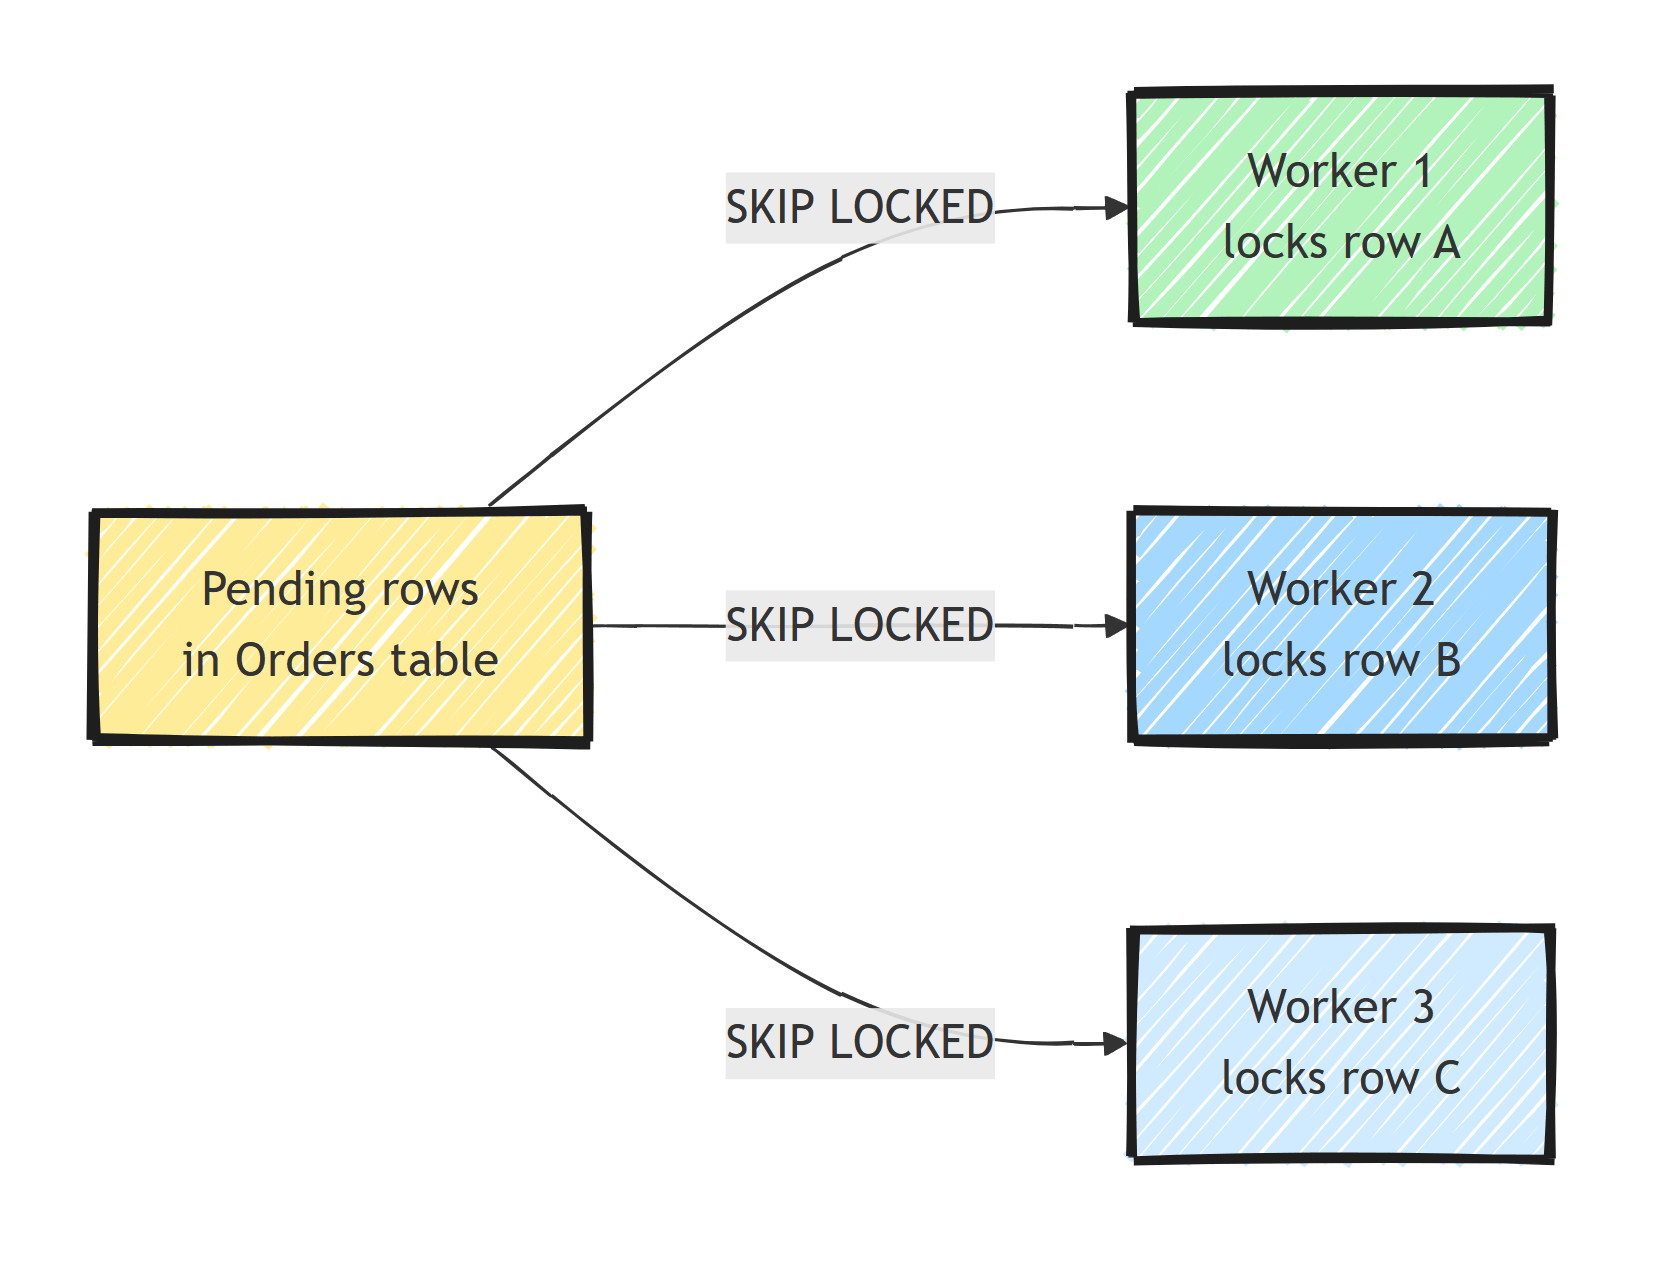 SKIP LOCKED
Worker 1
locks row A
Pending rows
in Orders table
SKIP LOCKED
Worker 2
locks row B
SKIP LOCKED
Worker 3
locks row C